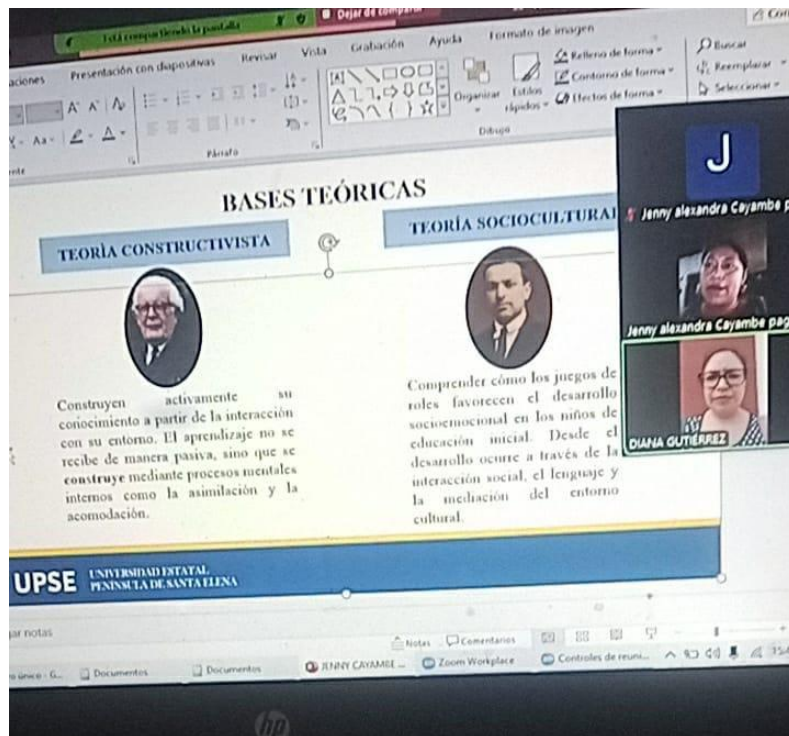 Está compartiendo la pantalla
Dejar de compartir
Presentación con diapositivas
Revisar
Vista
Grabación
Ayuda
Formato de imagen
Organizar
Estilos
rápidos
Relleno de forma
Contorno de forma
Efectos de forma
Buscar
Reemplazar
Seleccionar
Párrafo
Dibujo
BASES TEÓRICAS
TEORÌA CONSTRUCTIVISTA
TEORÍA SOCIOCULTURAL
Construyen activamente su
conocimiento a partir de la interacción
con su entorno. El aprendizaje no se
recibe de manera pasiva, sino que se
construye mediante procesos mentales
internos como la asimilación y la
acomodación.
Comprender cómo los juegos de
roles favorecen el desarrollo
socioemocional en los niños de
educación inicial. Desde el
desarrollo ocurre a través de la
interacción social, el lenguaje y
la mediación del entorno
cultural.
J
Jenny alexandra Cayambe p
Jenny alexandra Cayambe pag
DIANA GUTIÉRREZ
UPSE
UNIVERSIDAD ESTATAL
PENÍNSULA DE SANTA ELENA
notas
Notas
Comentarios
Documentos
Documentos
JENNY CAYAMBE ...
Zoom Workplace
Controles de reuni...
hp